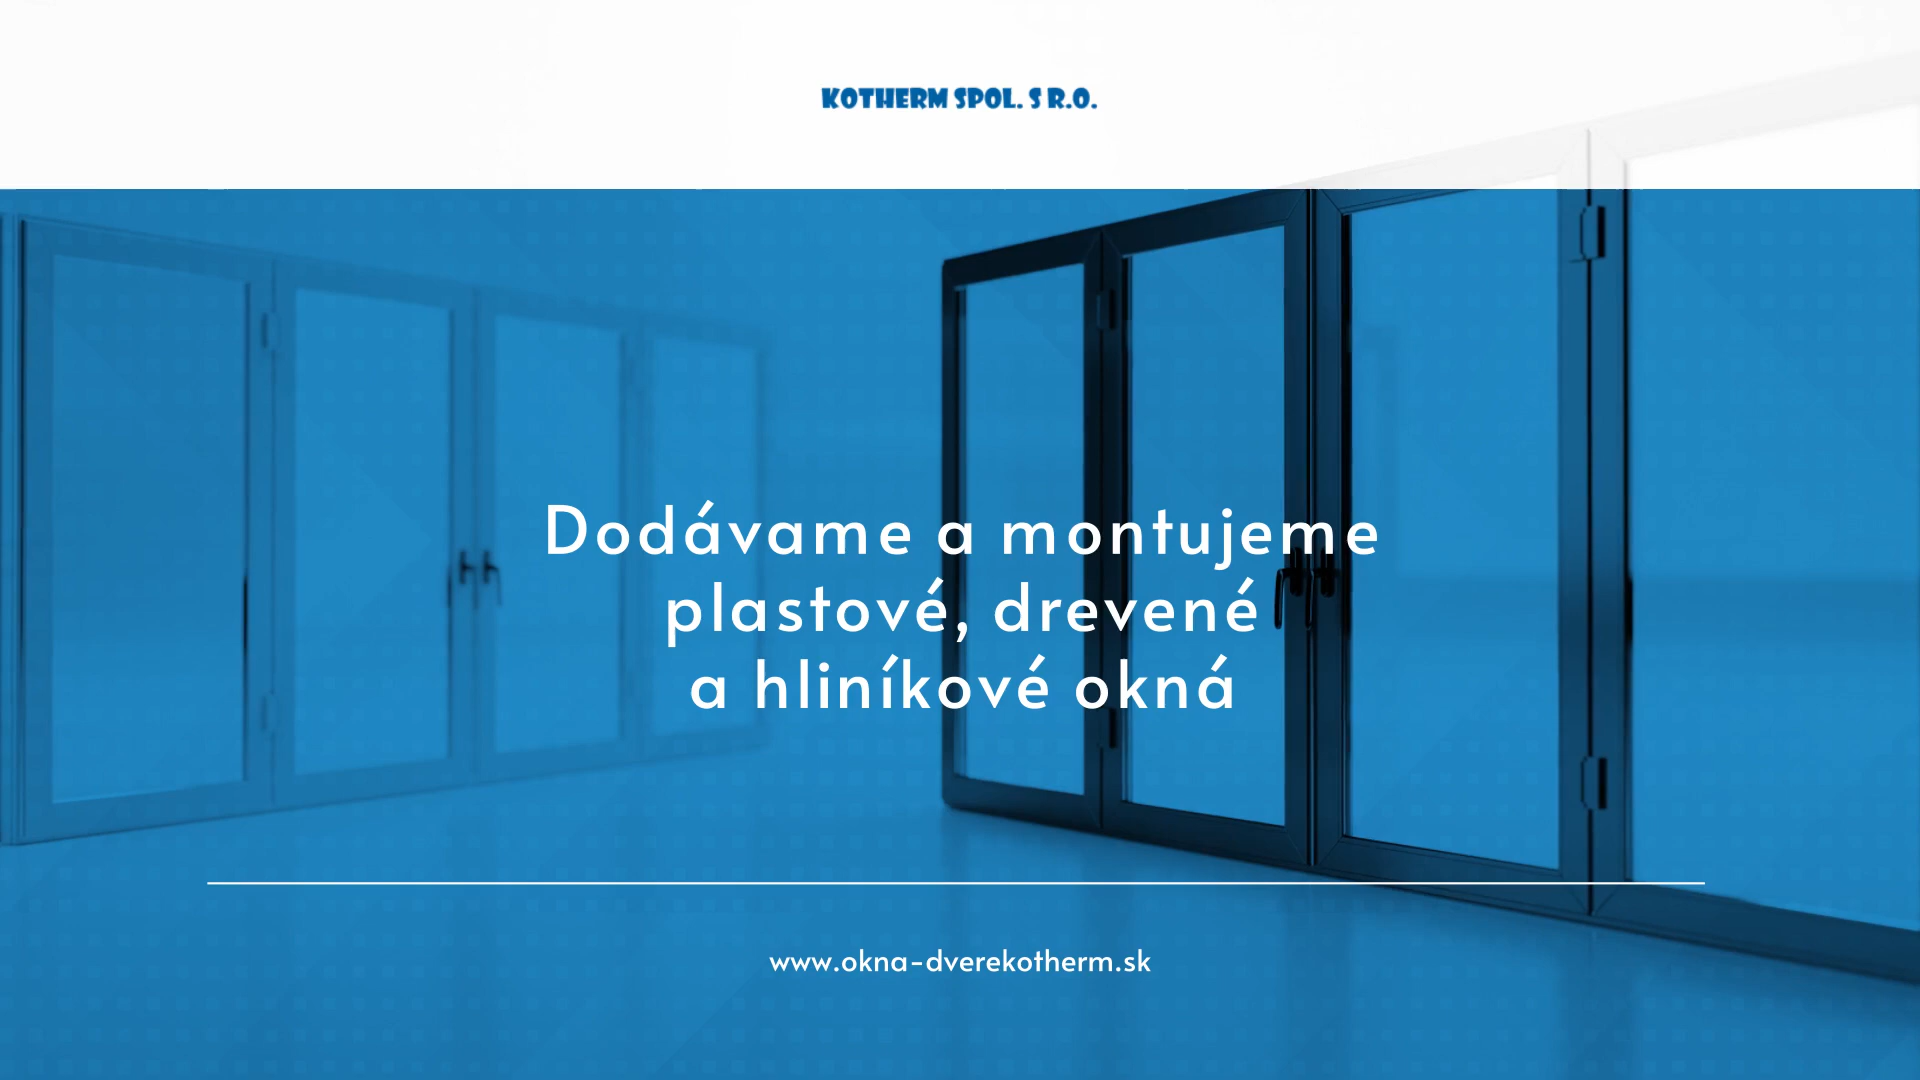 KOTHERM SPOL. S R.O.
Dodávame a montujeme
plastové, drevené
a hliníkové okná
www.okna-dverekotherm.sk